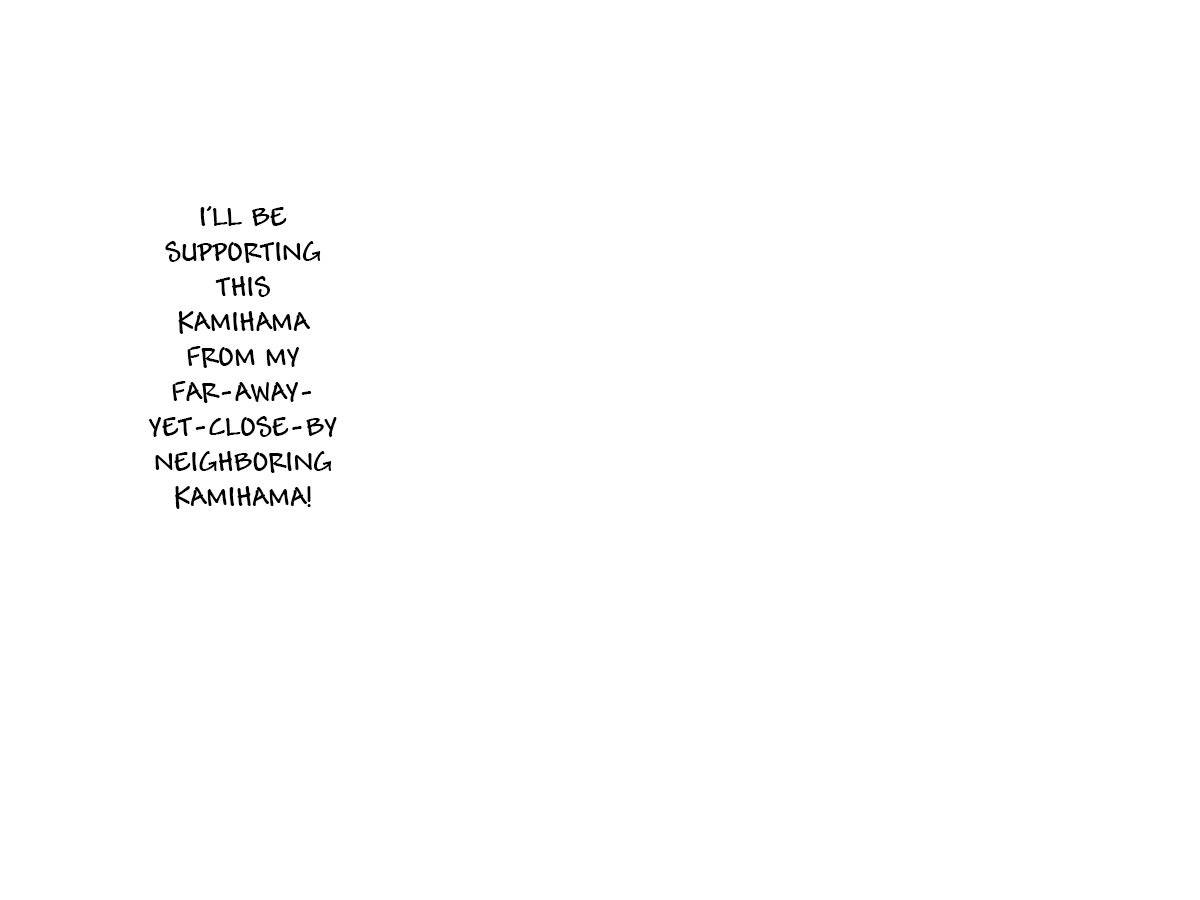 I'LL BE
SUPPORTING
THIS
KAMIHAMA
FROM MY
FAR-AWAY-
YET-CLOSE-BY
NEIGHBORING
KAMIHAMA!